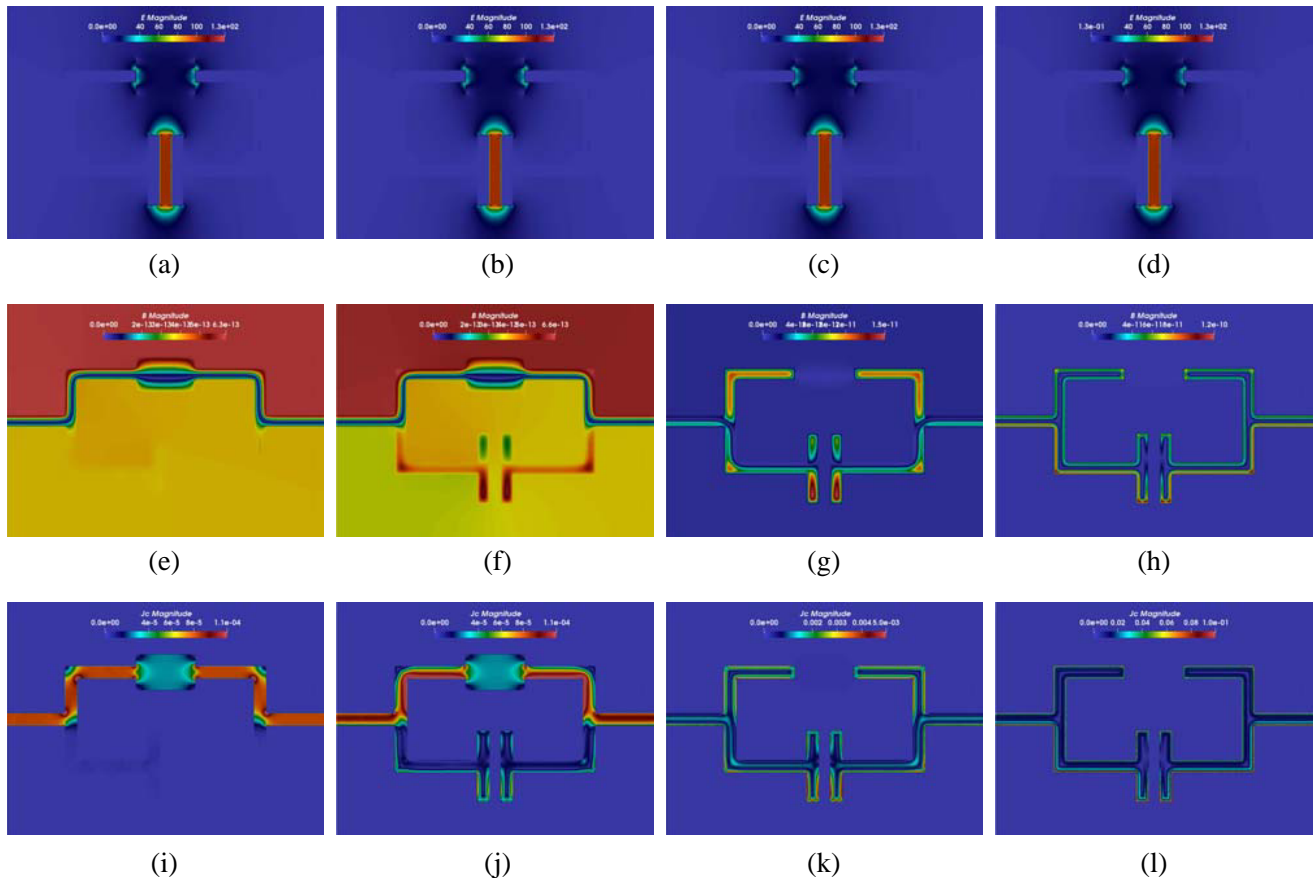 E Magnitude
0.0e+00 40 60 80 100 1.3e+02
E Magnitude
0.0e+00 40 60 80 100 1.3e+02
E Magnitude
0.0e+00 40 60 80 100 1.3e+02
E Magnitude
1.3e-01 40 60 80 100 1.3e+02
(a)
(b)
(c)
(d)
B Magnitude
0.0e+00 6.3e-13
B Magnitude
0.0e+00 6.6e-13
B Magnitude
0.0e+00 1.5e-11
B Magnitude
0.0e+00 1.2e-10
(e)
(f)
(g)
(h)
Jc Magnitude
0.0e+00 4e-5 6e-5 8e-5 1.1e-04
Jc Magnitude
0.0e+00 4e-5 6e-5 8e-5 1.1e-04
Jc Magnitude
0.0e+00 0.002 0.003 0.004 5.0e-03
Jc Magnitude
0.0e+00 0.02 0.04 0.06 0.08 1.0e-01
(i)
(j)
(k)
(l)